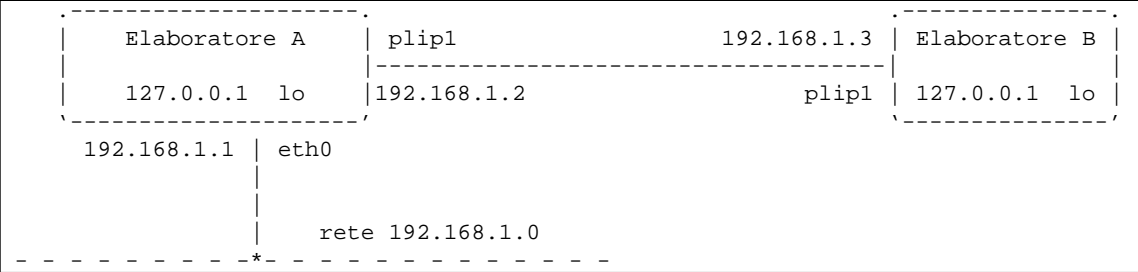 Elaboratore A plip1 192.168.1.3 Elaboratore B
127.0.0.1 lo 192.168.1.2 plip1 127.0.0.1 lo
192.168.1.1 eth0
rete 192.168.1.0